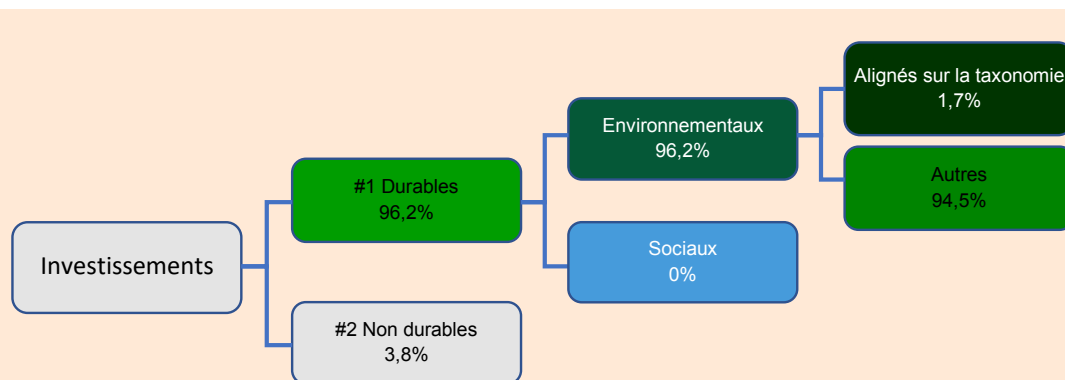 Investissements
#1 Durables
96,2%
#2 Non durables
3,8%
Environnementaux
96,2%
Sociaux
0%
Alignés sur la taxonomie
1,7%
Autres
94,5%